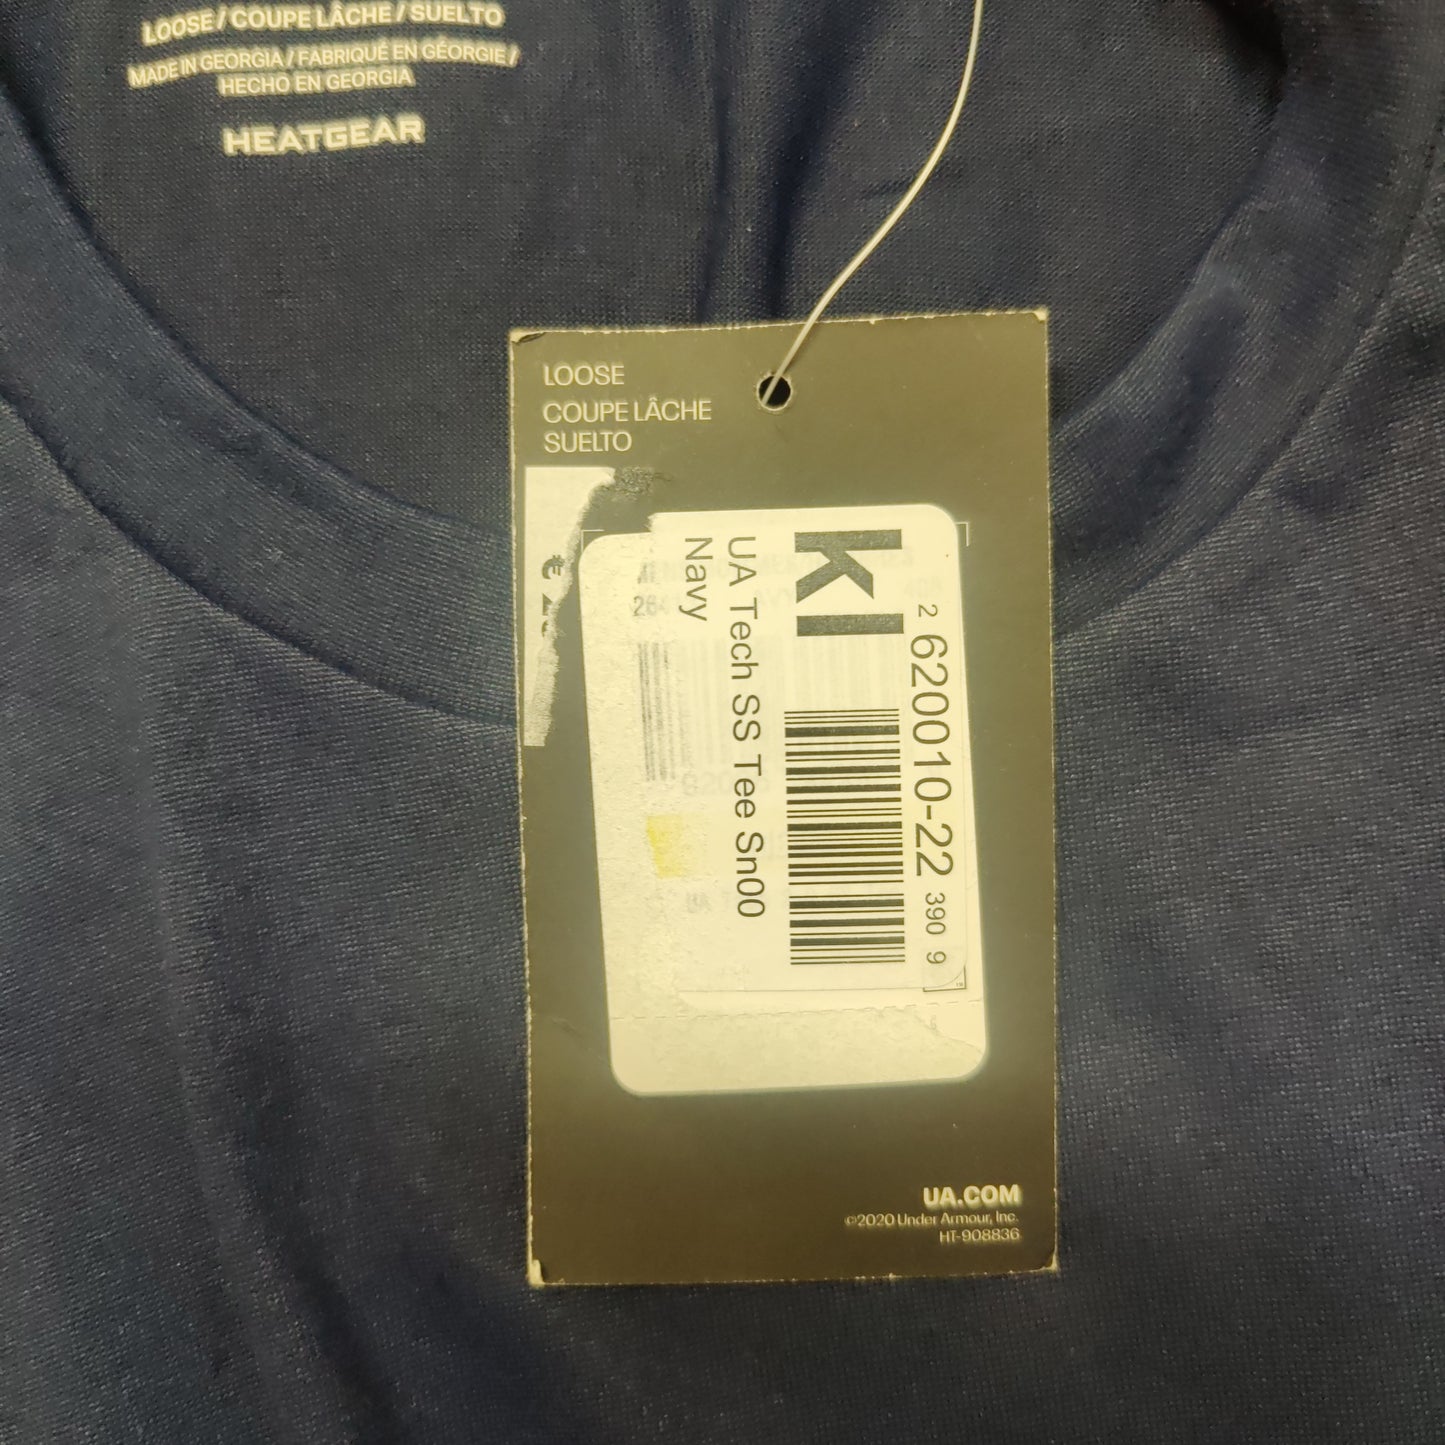 LOOSE / COUPE LÂCHE / SUELTO
MADE IN GEORGIA / FABRIQUÉ EN GÉORGIE /
HECHO EN GEORGIA
HEATGEAR
LOOSE
COUPE LÂCHE
SUELTO
KI
2 620010-22 390 9
UA Tech SS Tee Sn00
Navy
UA.COM
©2020 Under Armour, Inc.
HT-908836